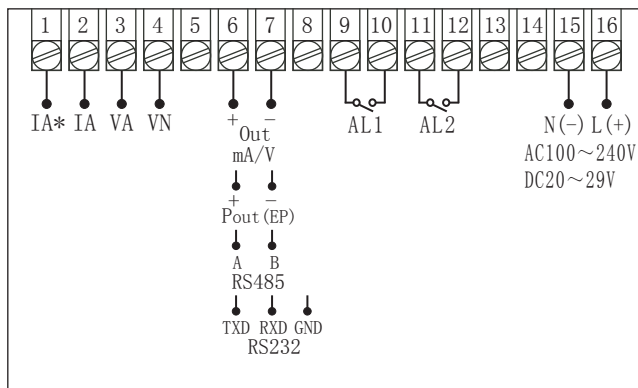 1 2 3 4 5 6 7 8 9 10 11 12 13 14 15 16
IA* IA VA VN + - AL1 AL2 N(-) L(+)
Out
mA/V
AC100～240V
DC20～29V
+ -
Pout(EP)
A B
RS485
TXD RXD GND
RS232